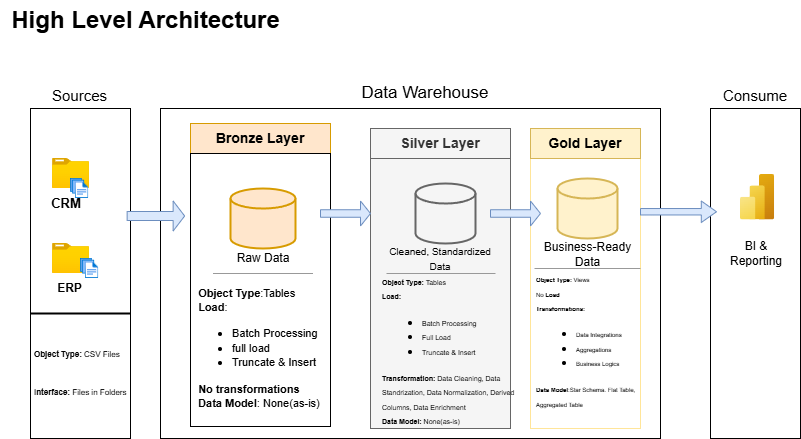 High Level Architecture
Sources
Data Warehouse
Consume
CRM
ERP
Object Type: CSV Files
Interface: Files in Folders
Bronze Layer
Raw Data
Object Type:Tables
Load:
Batch Processing
full load
Truncate & Insert
No transformations
Data Model: None(as-is)
Silver Layer
Cleaned, Standardized
Data
Object Type: Tables
Load:
Batch Processing
Full Load
Truncate & Insert
Transformation: Data Cleaning, Data
Standrization, Data Normalization, Derived
Columns, Data Enrichment
Data Model: None(as-is)
Gold Layer
Business-Ready
Data
Object Type: Views
No Load
Transformations:
Data Integrations
Aggregations
Business Logics
Data Model:Star Schema. Flat Table,
Aggregated Table
BI &
Reporting